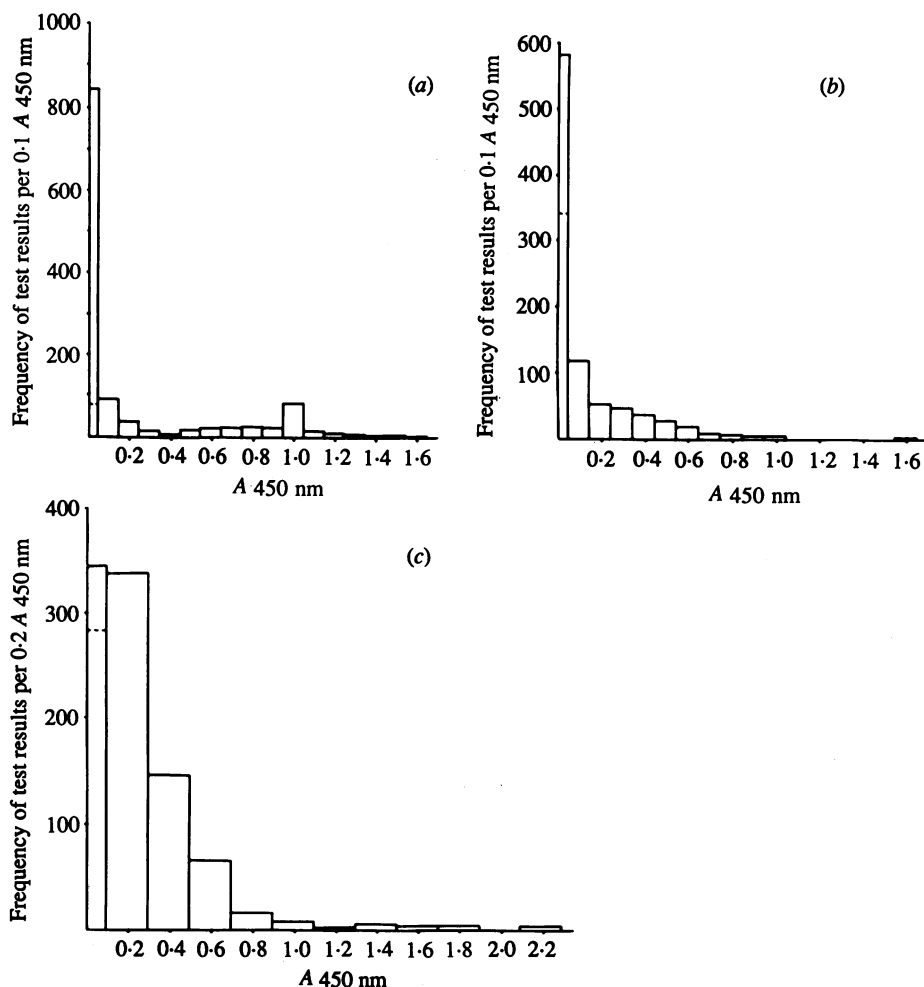 1000
800
600
400
200
Frequency of test results per 0·1 A 450 nm
(a)
0·2 0·4 0·6 0·8 1·0 1·2 1·4 1·6
A 450 nm
600
500
400
300
200
100
Frequency of test results per 0·1 A 450 nm
(b)
0·2 0·4 0·6 0·8 1·0 1·2 1·4 1·6
A 450 nm
400
300
200
100
Frequency of test results per 0·2 A 450 nm
(c)
0·2 0·4 0·6 0·8 1·0 1·2 1·4 1·6 1·8 2·0 2·2
A 450 nm